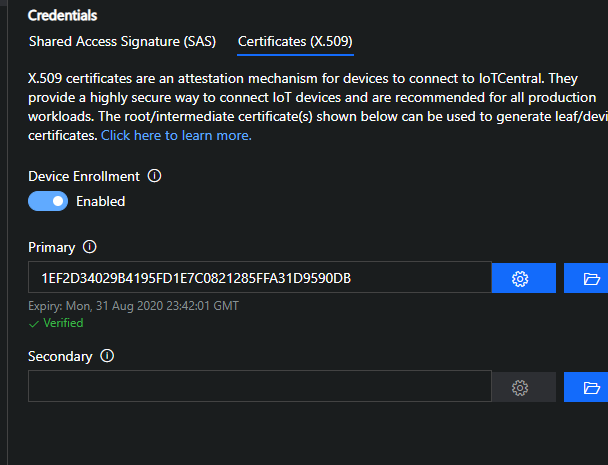 Credentials
Shared Access Signature (SAS) Certificates (X.509)
X.509 certificates are an attestation mechanism for devices to connect to IoTCentral. They
provide a highly secure way to connect IoT devices and are recommended for all production
workloads. The root/intermediate certificate(s) shown below can be used to generate leaf/devi
certificates. Click here to learn more.
Device Enrollment
Enabled
Primary
1EF2D34029B4195FD1E7C0821285FFA31D9590DB
Expiry: Mon, 31 Aug 2020 23:42:01 GMT
Verified
Secondary